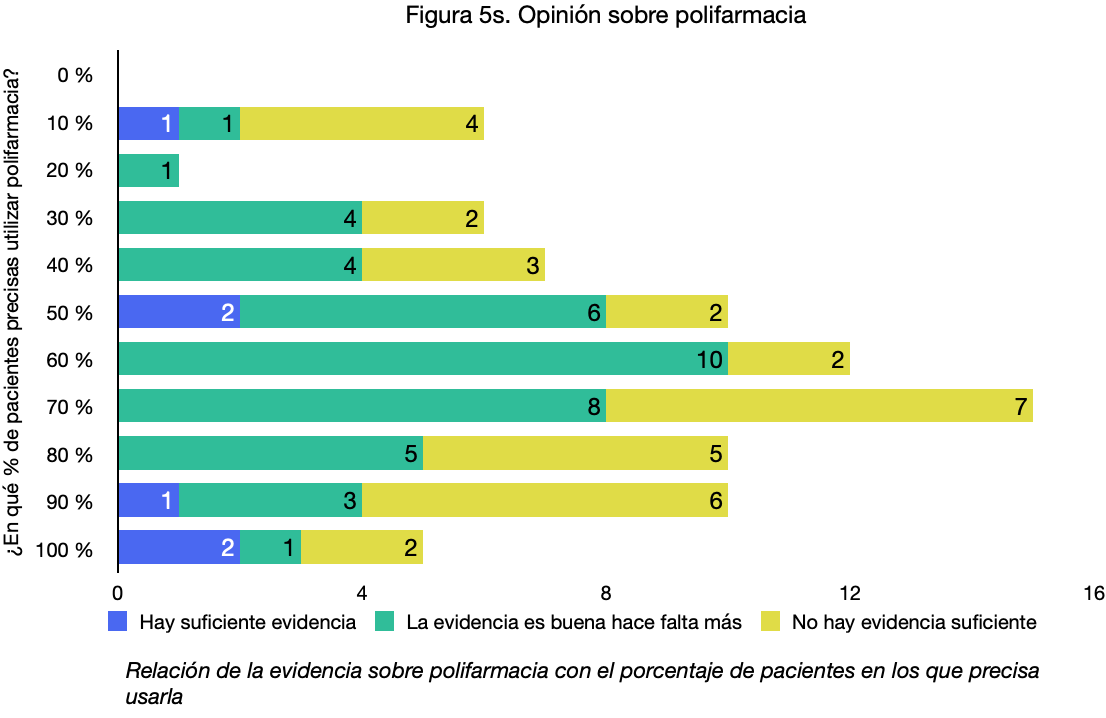 Figura 5s. Opinión sobre polifarmacia
¿En qué % de pacientes precisas utilizar polifarmacia?
0 %
10 % 1 1 4
20 % 1
30 % 4 2
40 % 4 3
50 % 2 6 2
60 % 10 2
70 % 8 7
80 % 5 5
90 % 1 3 6
100 % 2 1 2
0 4 8 12 16
Hay suficiente evidencia La evidencia es buena hace falta más No hay evidencia suficiente
Relación de la evidencia sobre polifarmacia con el porcentaje de pacientes en los que precisa
usarla